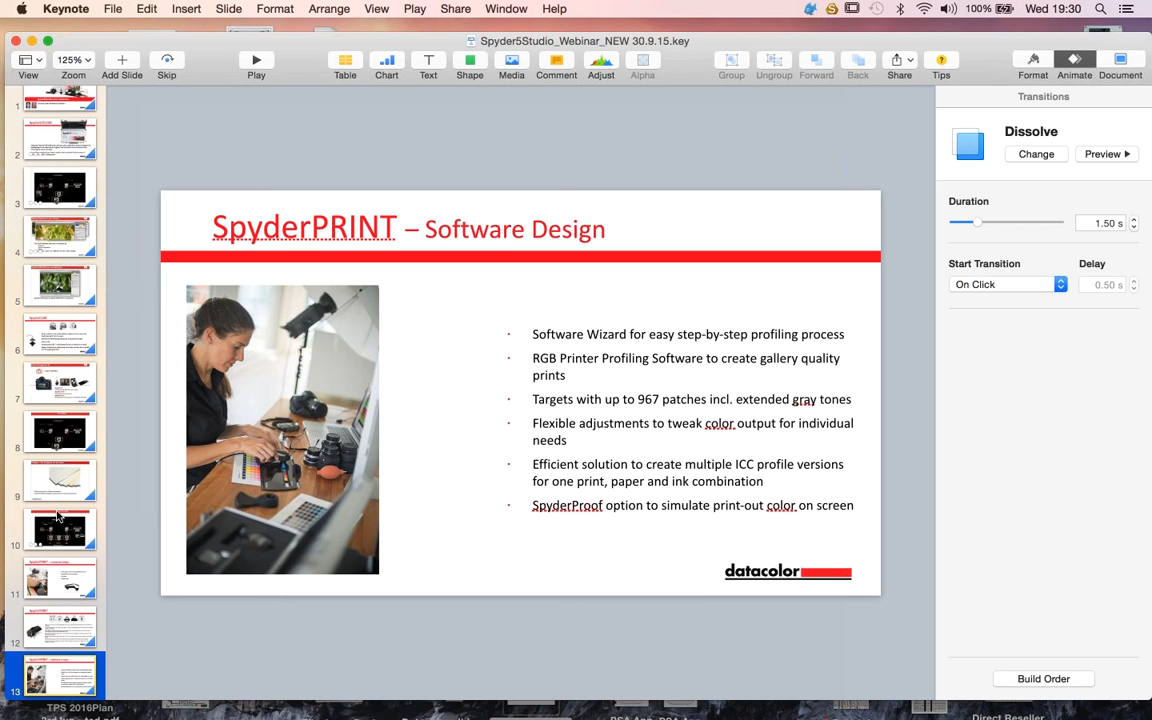 Keynote File Edit Insert Slide Format Arrange View Play Share Window Help 100% Wed 19:30
Spyder5Studio_Webinar_NEW 30.9.15.key
125%
View Zoom Add Slide Skip Play Table Chart Text Shape Media Comment Adjust Alpha Group Ungroup Forward Back Share Tips Format Animate Document
Transitions
Dissolve
Change Preview
Duration
1.50 s
Start Transition Delay
On Click 0.50 s
Build Order
1
2
3
4
5
6
7
8
9
10
11
12
13
SpyderPRINT – Software Design
· Software Wizard for easy step-by-step profiling process
· RGB Printer Profiling Software to create gallery quality
prints
· Targets with up to 967 patches incl. extended gray tones
· Flexible adjustments to tweak color output for individual
needs
· Efficient solution to create multiple ICC profile versions
for one print, paper and ink combination
· SpyderProof option to simulate print-out color on screen
datacolor
TPS 2016Plan
Direct Reseller